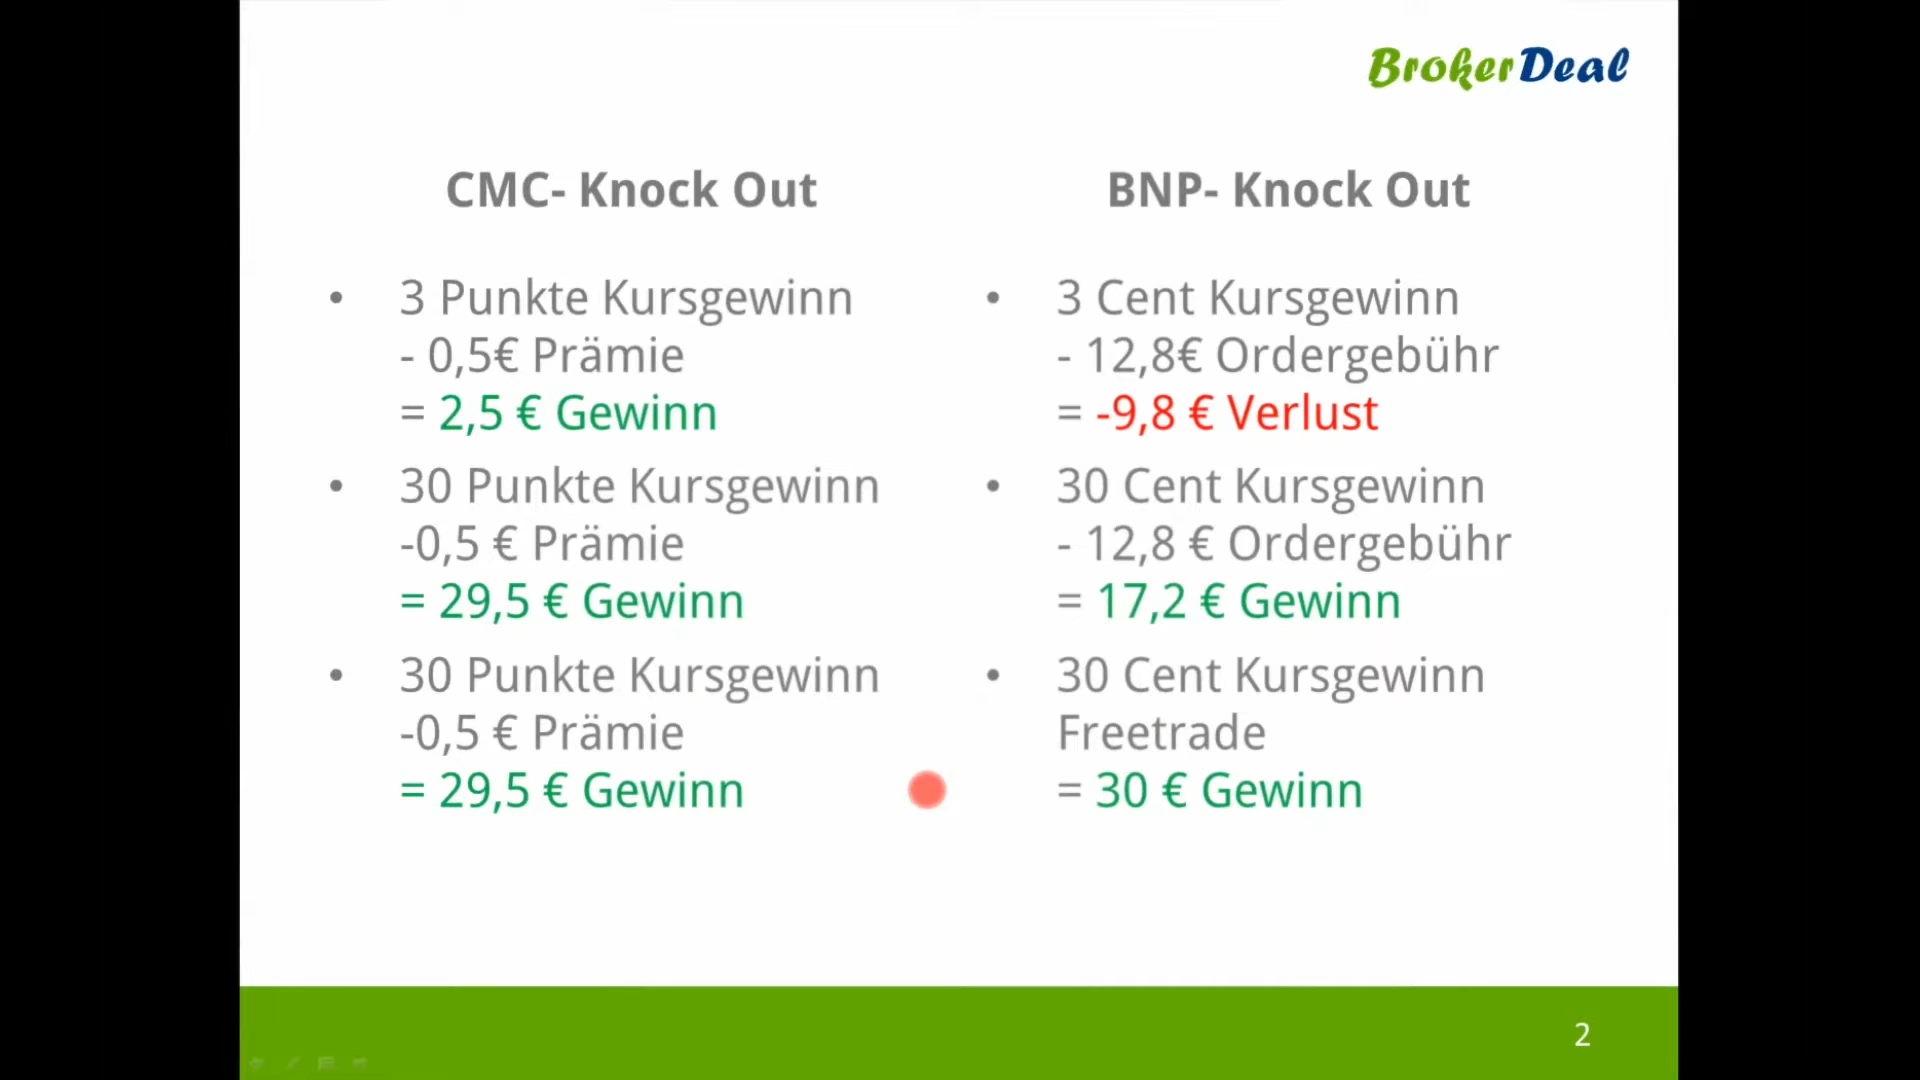 BrokerDeal
CMC- Knock Out
• 3 Punkte Kursgewinn
- 0,5€ Prämie
= 2,5 € Gewinn
• 30 Punkte Kursgewinn
-0,5 € Prämie
= 29,5 € Gewinn
• 30 Punkte Kursgewinn
-0,5 € Prämie
= 29,5 € Gewinn
BNP- Knock Out
• 3 Cent Kursgewinn
- 12,8€ Ordergebühr
= -9,8 € Verlust
• 30 Cent Kursgewinn
- 12,8 € Ordergebühr
= 17,2 € Gewinn
• 30 Cent Kursgewinn
Freetrade
= 30 € Gewinn
2